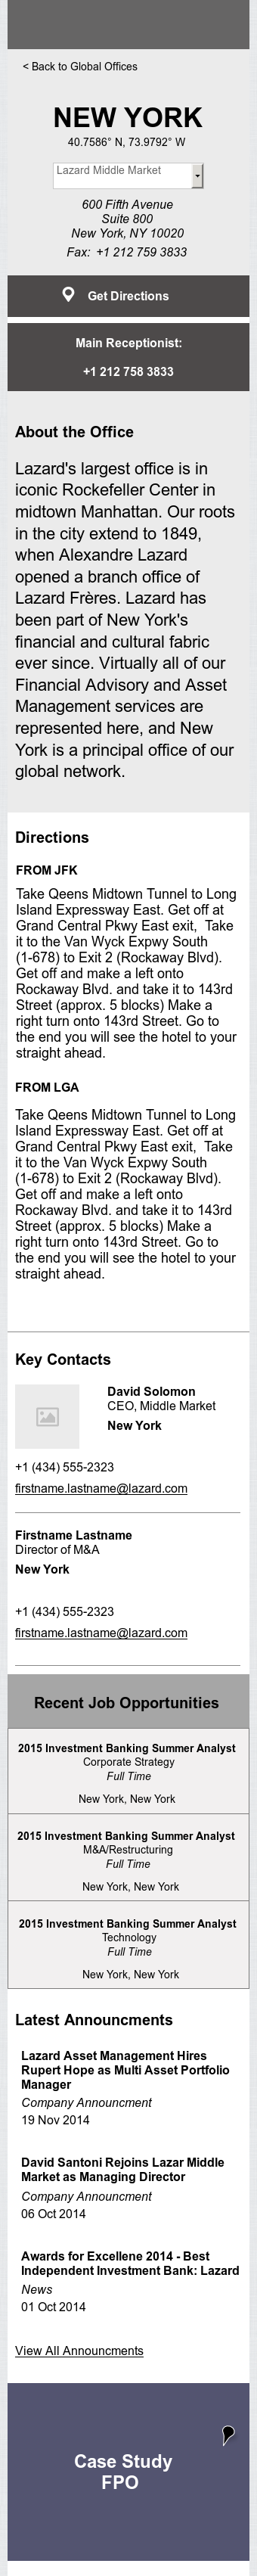 < Back to Global Offices
NEW YORK
40.7586° N, 73.9792° W
Lazard Middle Market
600 Fifth Avenue
Suite 800
New York, NY 10020
Fax: +1 212 759 3833
Get Directions
Main Receptionist:
+1 212 758 3833
About the Office
Lazard's largest office is in
iconic Rockefeller Center in
midtown Manhattan. Our roots
in the city extend to 1849,
when Alexandre Lazard
opened a branch office of
Lazard Frères. Lazard has
been part of New York's
financial and cultural fabric
ever since. Virtually all of our
Financial Advisory and Asset
Management services are
represented here, and New
York is a principal office of our
global network.
Directions
FROM JFK
Take Qeens Midtown Tunnel to Long
Island Expressway East. Get off at
Grand Central Pkwy East exit,  Take
it to the Van Wyck Expwy South
(1-678) to Exit 2 (Rockaway Blvd).
Get off and make a left onto
Rockaway Blvd. and take it to 143rd
Street (approx. 5 blocks) Make a
right turn onto 143rd Street. Go to
the end you will see the hotel to your
straight ahead.
FROM LGA
Take Qeens Midtown Tunnel to Long
Island Expressway East. Get off at
Grand Central Pkwy East exit,  Take
it to the Van Wyck Expwy South
(1-678) to Exit 2 (Rockaway Blvd).
Get off and make a left onto
Rockaway Blvd. and take it to 143rd
Street (approx. 5 blocks) Make a
right turn onto 143rd Street. Go to
the end you will see the hotel to your
straight ahead.
Key Contacts
David Solomon
CEO, Middle Market
New York
+1 (434) 555-2323
firstname.lastname@lazard.com
Firstname Lastname
Director of M&A
New York
+1 (434) 555-2323
firstname.lastname@lazard.com
Recent Job Opportunities
2015 Investment Banking Summer Analyst
Corporate Strategy
Full Time
New York, New York
2015 Investment Banking Summer Analyst
M&A/Restructuring
Full Time
New York, New York
2015 Investment Banking Summer Analyst
Technology
Full Time
New York, New York
Latest Announcments
Lazard Asset Management Hires
Rupert Hope as Multi Asset Portfolio
Manager
Company Announcment
19 Nov 2014
David Santoni Rejoins Lazar Middle
Market as Managing Director
Company Announcment
06 Oct 2014
Awards for Excellene 2014 - Best
Independent Investment Bank: Lazard
News
01 Oct 2014
View All Announcments
Case Study
FPO